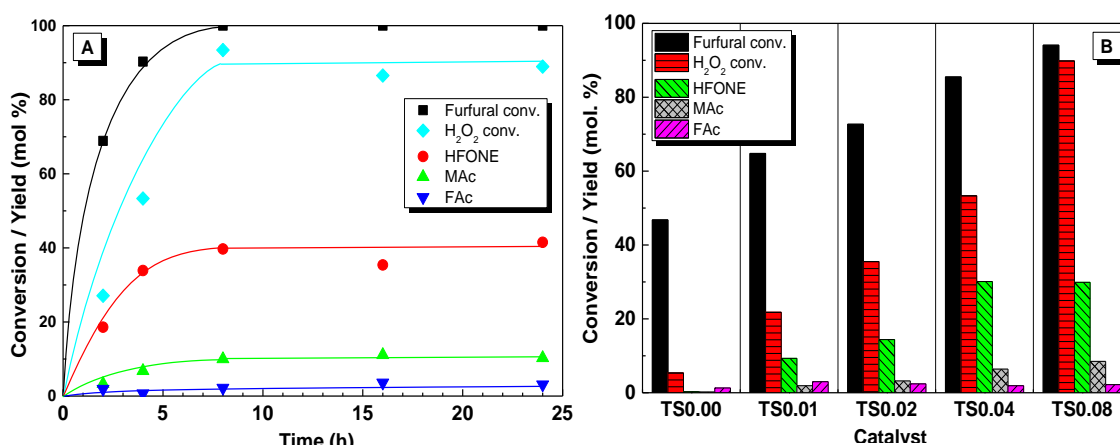 A
Conversion / Yield (mol %)
100
80
60
40
20
0
Furfural conv.
H₂O₂ conv.
HFONE
MAc
FAc
0 5 10 15 20 25
Time (h)
B
Conversion / Yield (mol. %)
100
80
60
40
20
0
Furfural conv.
H₂O₂ conv.
HFONE
MAc
FAc
TS0.00 TS0.01 TS0.02 TS0.04 TS0.08
Catalyst